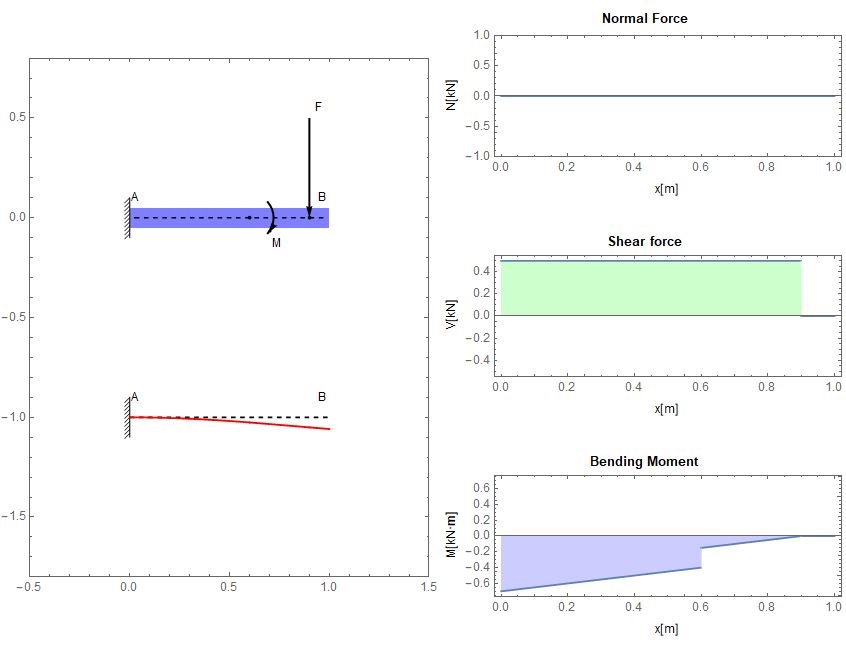 0.5
0.0
−0.5
−1.0
−1.5
−0.5
0.0
0.5
1.0
1.5
A
B
F
M
A
B
Normal Force
N[kN]
1.0
0.5
0.0
−0.5
−1.0
0.0 0.2 0.4 0.6 0.8 1.0
x[m]
Shear force
V[kN]
0.4
0.2
0.0
−0.2
−0.4
0.0 0.2 0.4 0.6 0.8 1.0
x[m]
Bending Moment
M[kN·m]
0.6
0.4
0.2
0.0
−0.2
−0.4
−0.6
0.0 0.2 0.4 0.6 0.8 1.0
x[m]